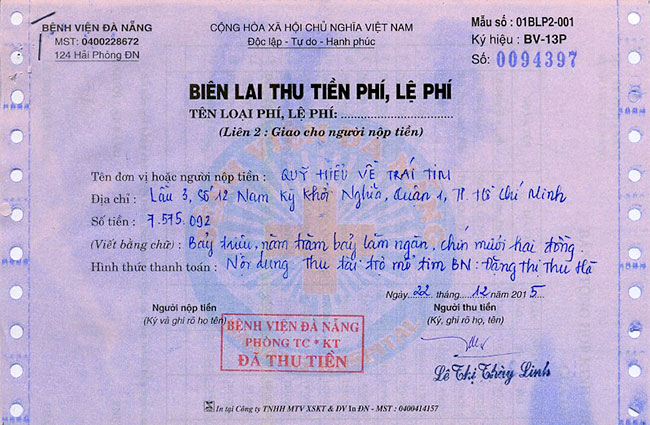 BỆNH VIỆN ĐÀ NẴNG
MST: 0400228672
124 Hải Phòng ĐN
CỘNG HÒA XÃ HỘI CHỦ NGHĨA VIỆT NAM
Độc lập - Tự do - Hạnh phúc
Mẫu số : 01BLP2-001
Ký hiệu : BV-13P
Số: 0094397
BIÊN LAI THU TIỀN PHÍ, LỆ PHÍ
TÊN LOẠI PHÍ, LỆ PHÍ: ................................
(Liên 2 : Giao cho người nộp tiền)
Tên đơn vị hoặc người nộp tiền : QUỸ HIỂU VỀ TRÁI TIM
Địa chỉ : Lầu 3, Số 12 Nam Kỳ Khởi Nghĩa, Quận 1, TP. Hồ Chí Minh
Số tiền : 7.575.092
(Viết bằng chữ) : Bảy triệu, năm trăm bảy lăm ngàn, chín mươi hai đồng.
Hình thức thanh toán : Nội dung thu tài trợ mổ tim BN: Đặng Thị Thu Hà
Ngày 22 tháng 12 năm 2015
Người nộp tiền
(Ký và ghi rõ họ tên)
Người thu tiền
(Ký, ghi rõ họ, tên)
BỆNH VIỆN ĐÀ NẴNG
PHÒNG TC * KT
ĐÃ THU TIỀN
Lê Thị Thùy Linh
In tại Công ty TNHH MTV XSKT & DV In ĐN - MST : 0400414157